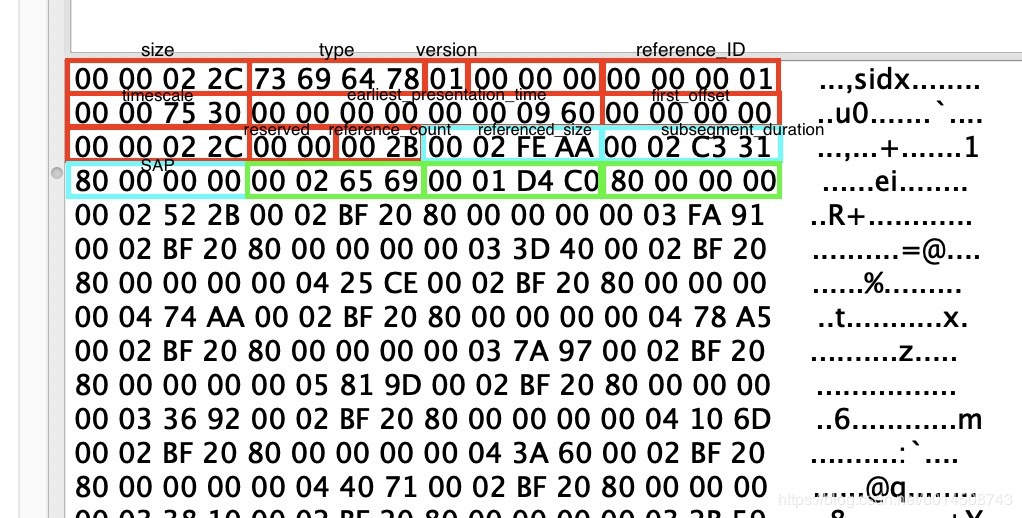 size type version reference_ID
00 00 02 2C 73 69 64 78 01 00 00 00 00 00 00 01 ...,sidx........
timescale earliest_presentation_time first_offset
00 00 75 30 00 00 00 00 00 00 09 60 00 00 00 00 ..u0.......`....
reserved reference_count referenced_size subsegment_duration
00 00 02 2C 00 00 00 2B 00 02 FE AA 00 02 C3 31 ...,...+.......1
SAP
80 00 00 00 00 02 65 69 00 01 D4 C0 80 00 00 00 ......ei........
00 02 52 2B 00 02 BF 20 80 00 00 00 00 03 FA 91 ..R+............
00 02 BF 20 80 00 00 00 00 03 3D 40 00 02 BF 20 ..........=@....
80 00 00 00 00 04 25 CE 00 02 BF 20 80 00 00 00 ......%.........
00 04 74 AA 00 02 BF 20 80 00 00 00 00 04 78 A5 ..t...........x.
00 02 BF 20 80 00 00 00 00 03 7A 97 00 02 BF 20 ..........z.....
80 00 00 00 00 05 81 9D 00 02 BF 20 80 00 00 00 ................
00 03 36 92 00 02 BF 20 80 00 00 00 00 04 10 6D ..6............m
00 02 BF 20 80 00 00 00 00 04 3A 60 00 02 BF 20 ..........:`....
80 00 00 00 00 04 40 71 00 02 BF 20 80 00 00 00 ......@q........